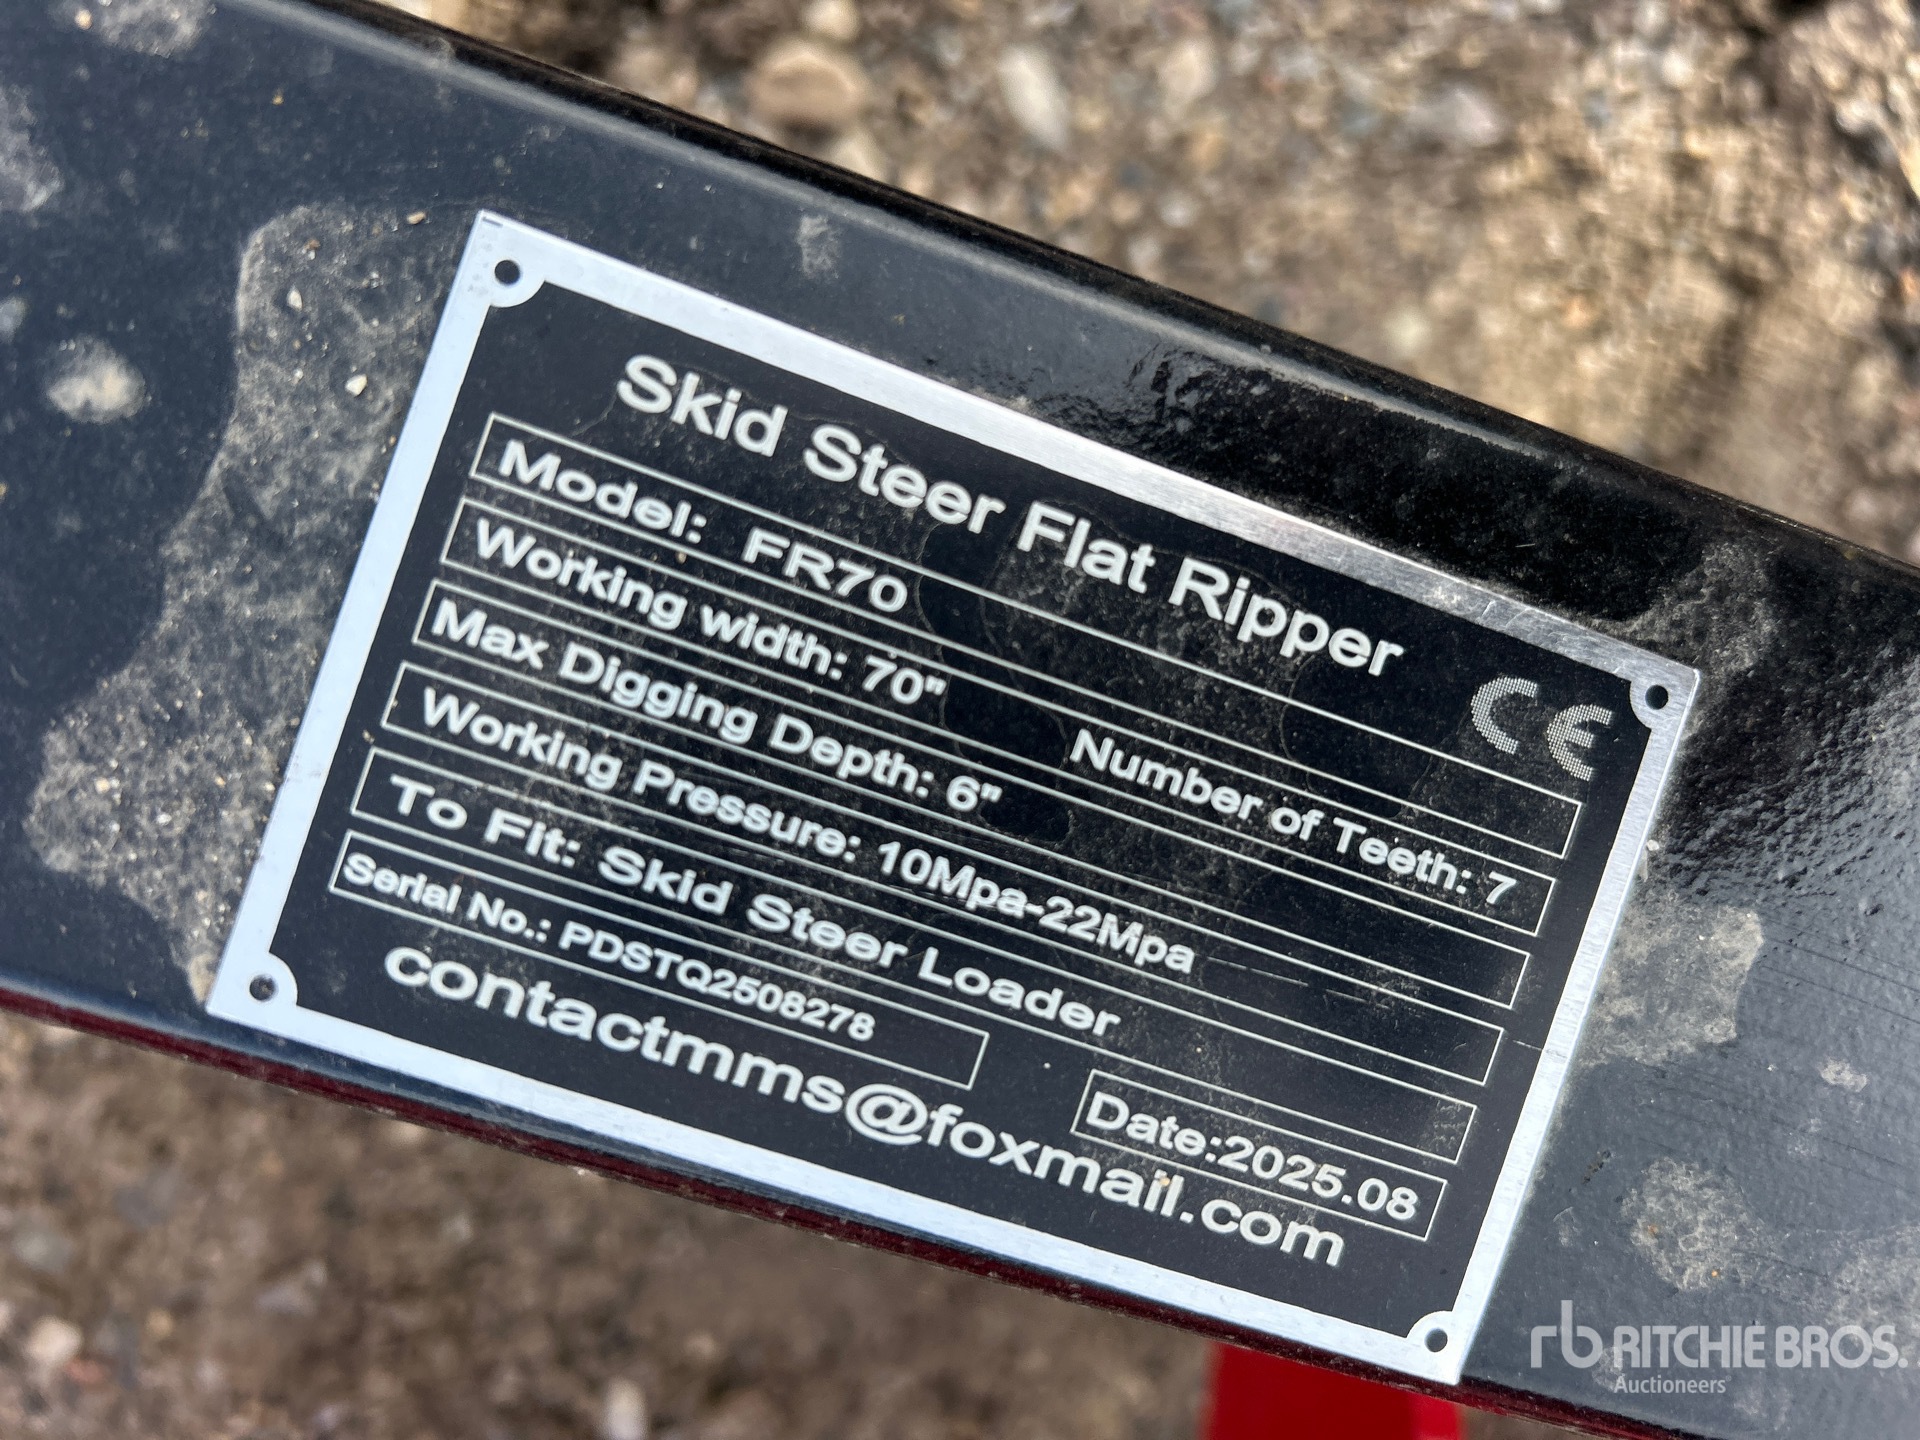 Skid Steer Flat Ripper
Model: FR70
CE
Working width: 70" Number of Teeth: 7
Max Digging Depth: 6"
Working Pressure: 10Mpa-22Mpa
To Fit: Skid Steer Loader
Serial No.: PDSTQ2508278 Date:2025.08
contactmms@foxmail.com
rb RITCHIE BROS.
Auctioneers